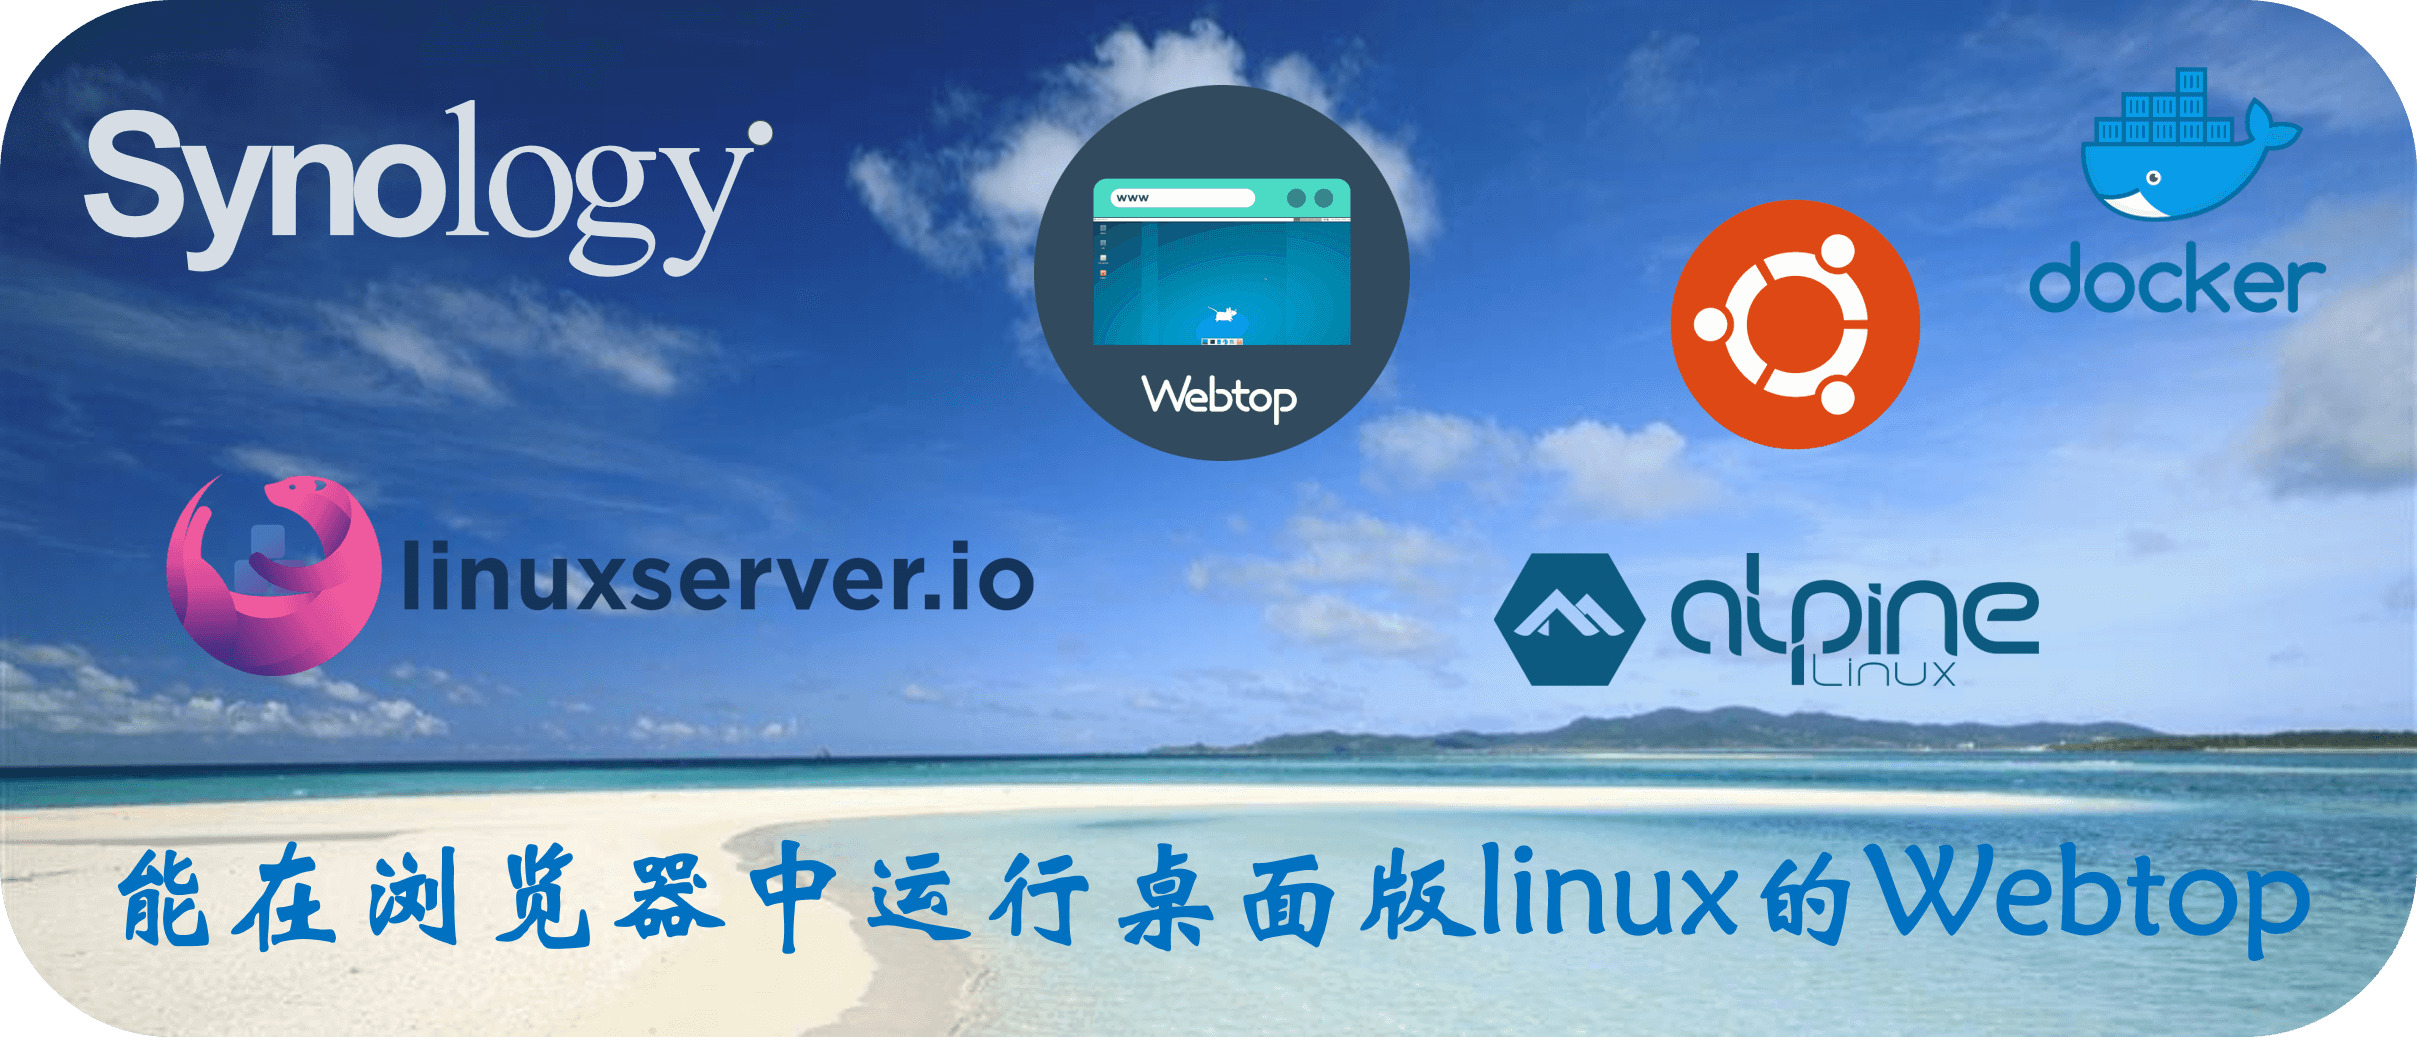 Synology
www
Webtop
docker
linuxserver.io
alpine
Linux
能在浏览器中运行桌面版linux的Webtop